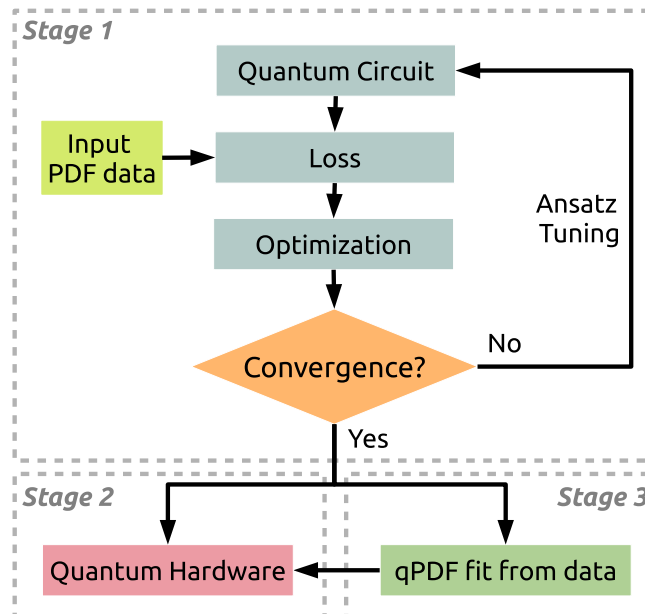 Stage 1
Quantum Circuit
Input
PDF data
Loss
Ansatz
Tuning
Optimization
No
Convergence?
Yes
Stage 2
Stage 3
Quantum Hardware
qPDF fit from data